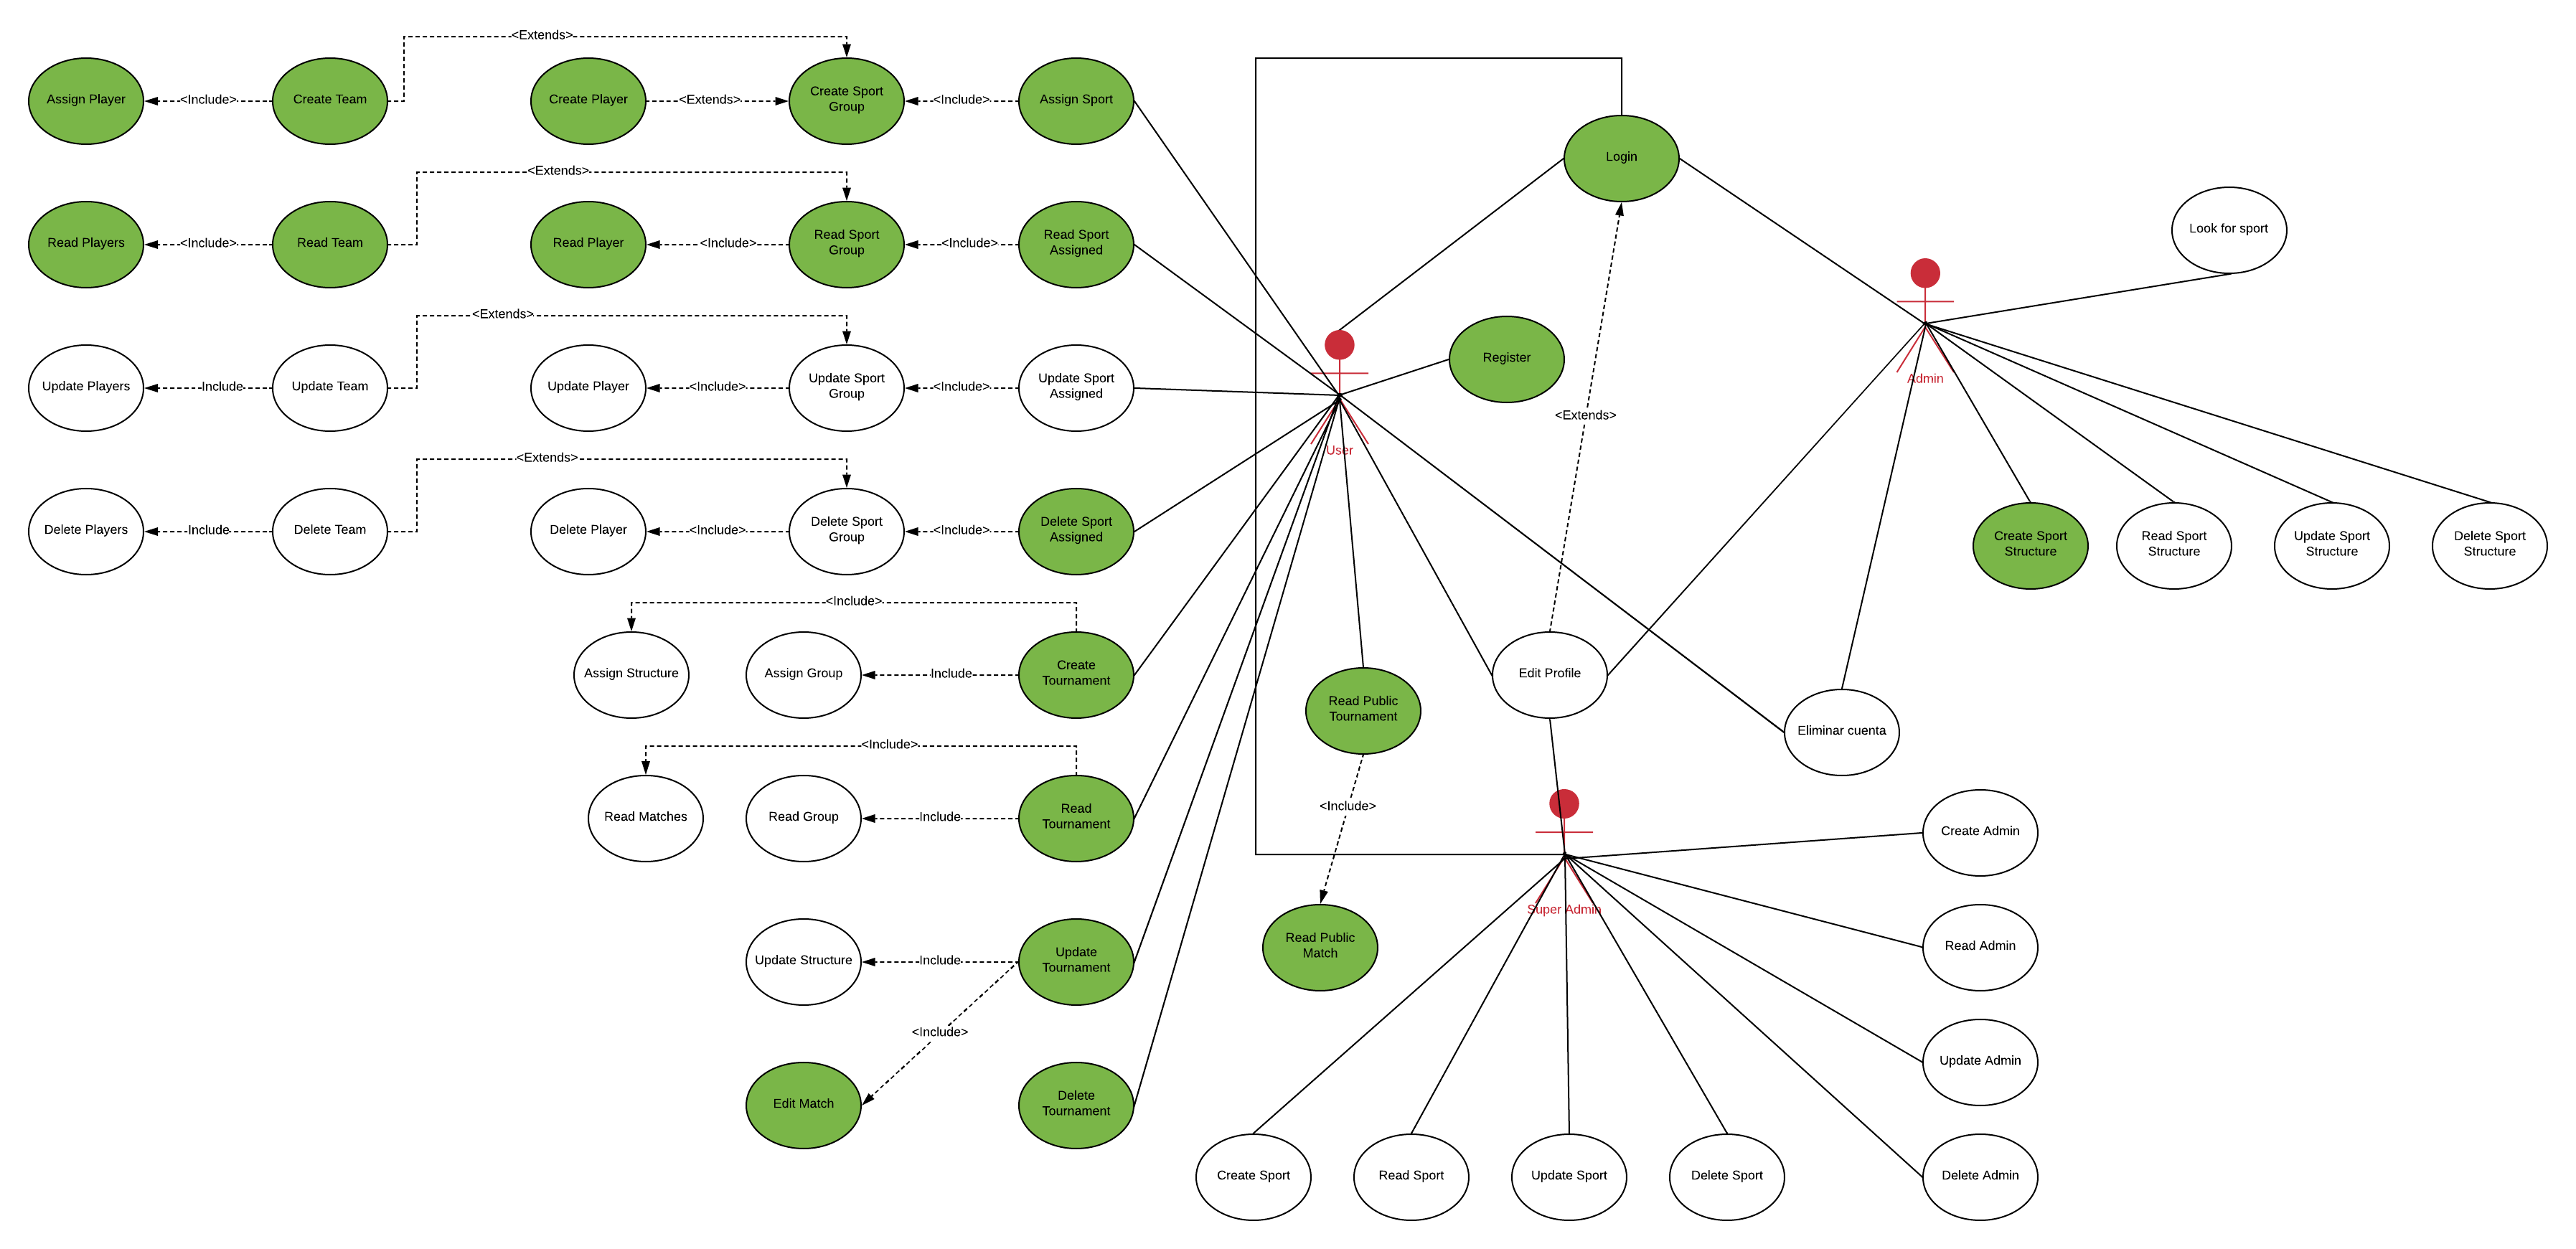 <Extends>
Assign Player
<Include>
Create Team
Create Player
<Extends>
Create Sport
Group
<Include>
Assign Sport
Login
<Extends>
Read Players
<Include>
Read Team
Read Player
<Include>
Read Sport
Group
<Include>
Read Sport
Assigned
Look for sport
<Extends>
Update Players
Include
Update Team
Update Player
<Include>
Update Sport
Group
<Include>
Update Sport
Assigned
Register
Admin
<Extends>
User
<Extends>
Delete Players
Include
Delete Team
Delete Player
<Include>
Delete Sport
Group
<Include>
Delete Sport
Assigned
Create Sport
Structure
Read Sport
Structure
Update Sport
Structure
Delete Sport
Structure
<Include>
Assign Structure
Assign Group
Include
Create
Tournament
Read Public
Tournament
Edit Profile
Eliminar cuenta
<Include>
Read Matches
Read Group
Include
Read
Tournament
<Include>
Create Admin
Super Admin
Update Structure
Include
Update
Tournament
Read Public
Match
Read Admin
<Include>
Update Admin
Edit Match
Delete
Tournament
Create Sport
Read Sport
Update Sport
Delete Sport
Delete Admin